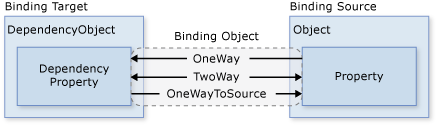 Binding Target
Binding Source
DependencyObject
Binding Object
Object
OneWay
Dependency
Property
TwoWay
Property
OneWayToSource